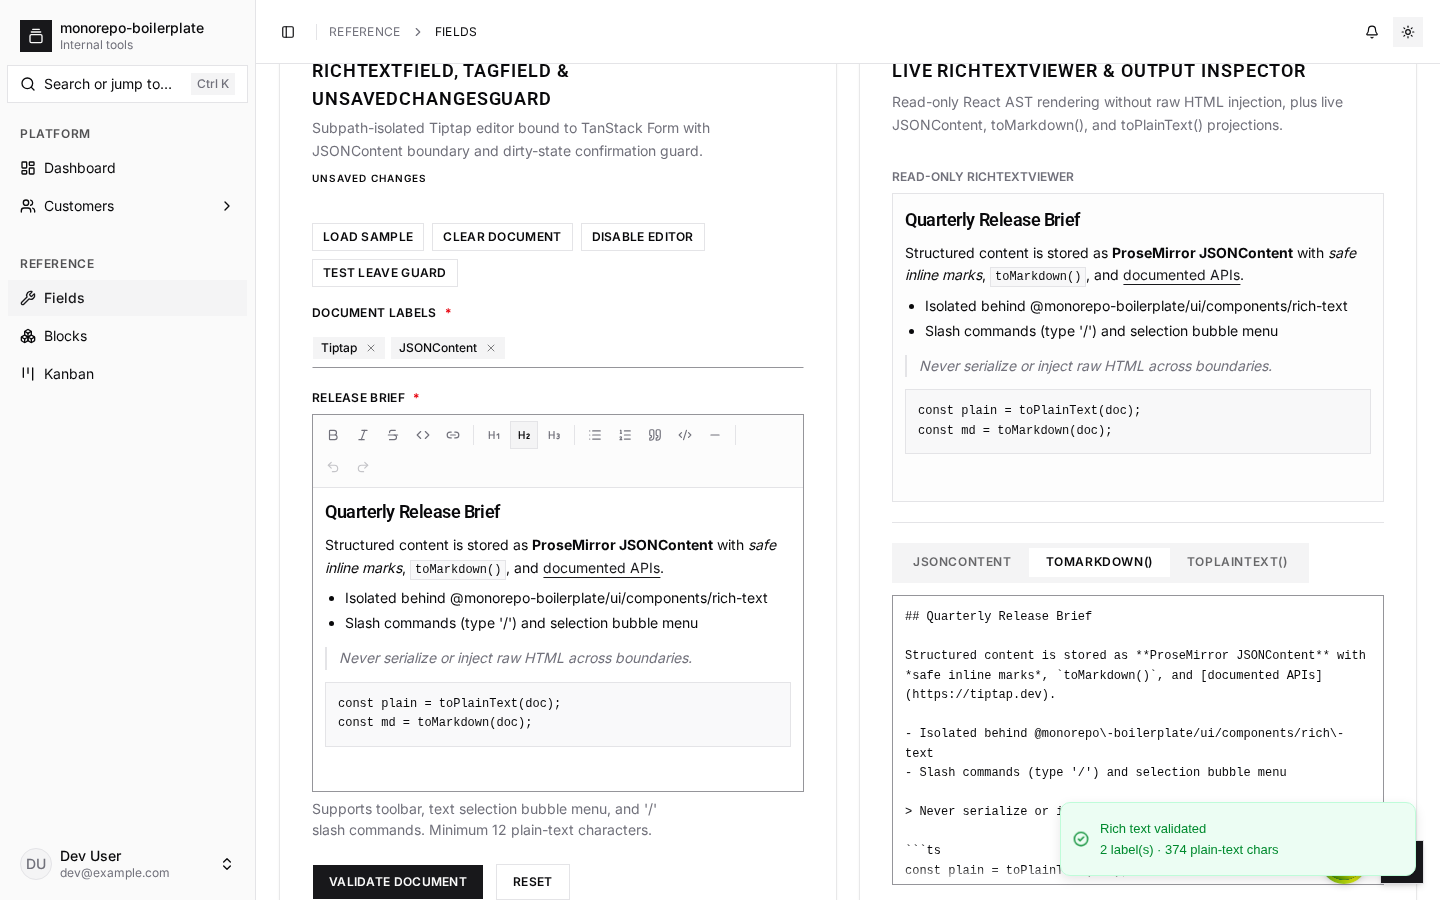 monorepo-boilerplate
Internal tools
Search or jump to...
Ctrl K
PLATFORM
Dashboard
Customers
REFERENCE
Fields
Blocks
Kanban
DU
Dev User
dev@example.com
REFERENCE
FIELDS
RICHTEXTFIELD, TAGFIELD &
UNSAVEDCHANGESGUARD
Subpath-isolated Tiptap editor bound to TanStack Form with
JSONContent boundary and dirty-state confirmation guard.
UNSAVED CHANGES
LOAD SAMPLE
CLEAR DOCUMENT
DISABLE EDITOR
TEST LEAVE GUARD
DOCUMENT LABELS *
Tiptap
JSONContent
RELEASE BRIEF *
H1
H2
H3
Quarterly Release Brief
Structured content is stored as ProseMirror JSONContent with safe
inline marks, toMarkdown(), and documented APIs.
Isolated behind @monorepo-boilerplate/ui/components/rich-text
Slash commands (type '/') and selection bubble menu
Never serialize or inject raw HTML across boundaries.
const plain = toPlainText(doc);
const md = toMarkdown(doc);
Supports toolbar, text selection bubble menu, and '/'
slash commands. Minimum 12 plain-text characters.
VALIDATE DOCUMENT
RESET
LIVE RICHTEXTVIEWER & OUTPUT INSPECTOR
Read-only React AST rendering without raw HTML injection, plus live
JSONContent, toMarkdown(), and toPlainText() projections.
READ-ONLY RICHTEXTVIEWER
Quarterly Release Brief
Structured content is stored as ProseMirror JSONContent with safe
inline marks, toMarkdown(), and documented APIs.
Isolated behind @monorepo-boilerplate/ui/components/rich-text
Slash commands (type '/') and selection bubble menu
Never serialize or inject raw HTML across boundaries.
const plain = toPlainText(doc);
const md = toMarkdown(doc);
JSONCONTENT
TOMARKDOWN()
TOPLAINTEXT()
## Quarterly Release Brief
Structured content is stored as **ProseMirror JSONContent** with
*safe inline marks*, `toMarkdown()`, and [documented APIs]
(https://tiptap.dev).
- Isolated behind @monorepo\-boilerplate/ui/components/rich\-
text
- Slash commands (type '/') and selection bubble menu
> Never serialize or
```ts
const plain =
Rich text validated
2 label(s) · 374 plain-text chars